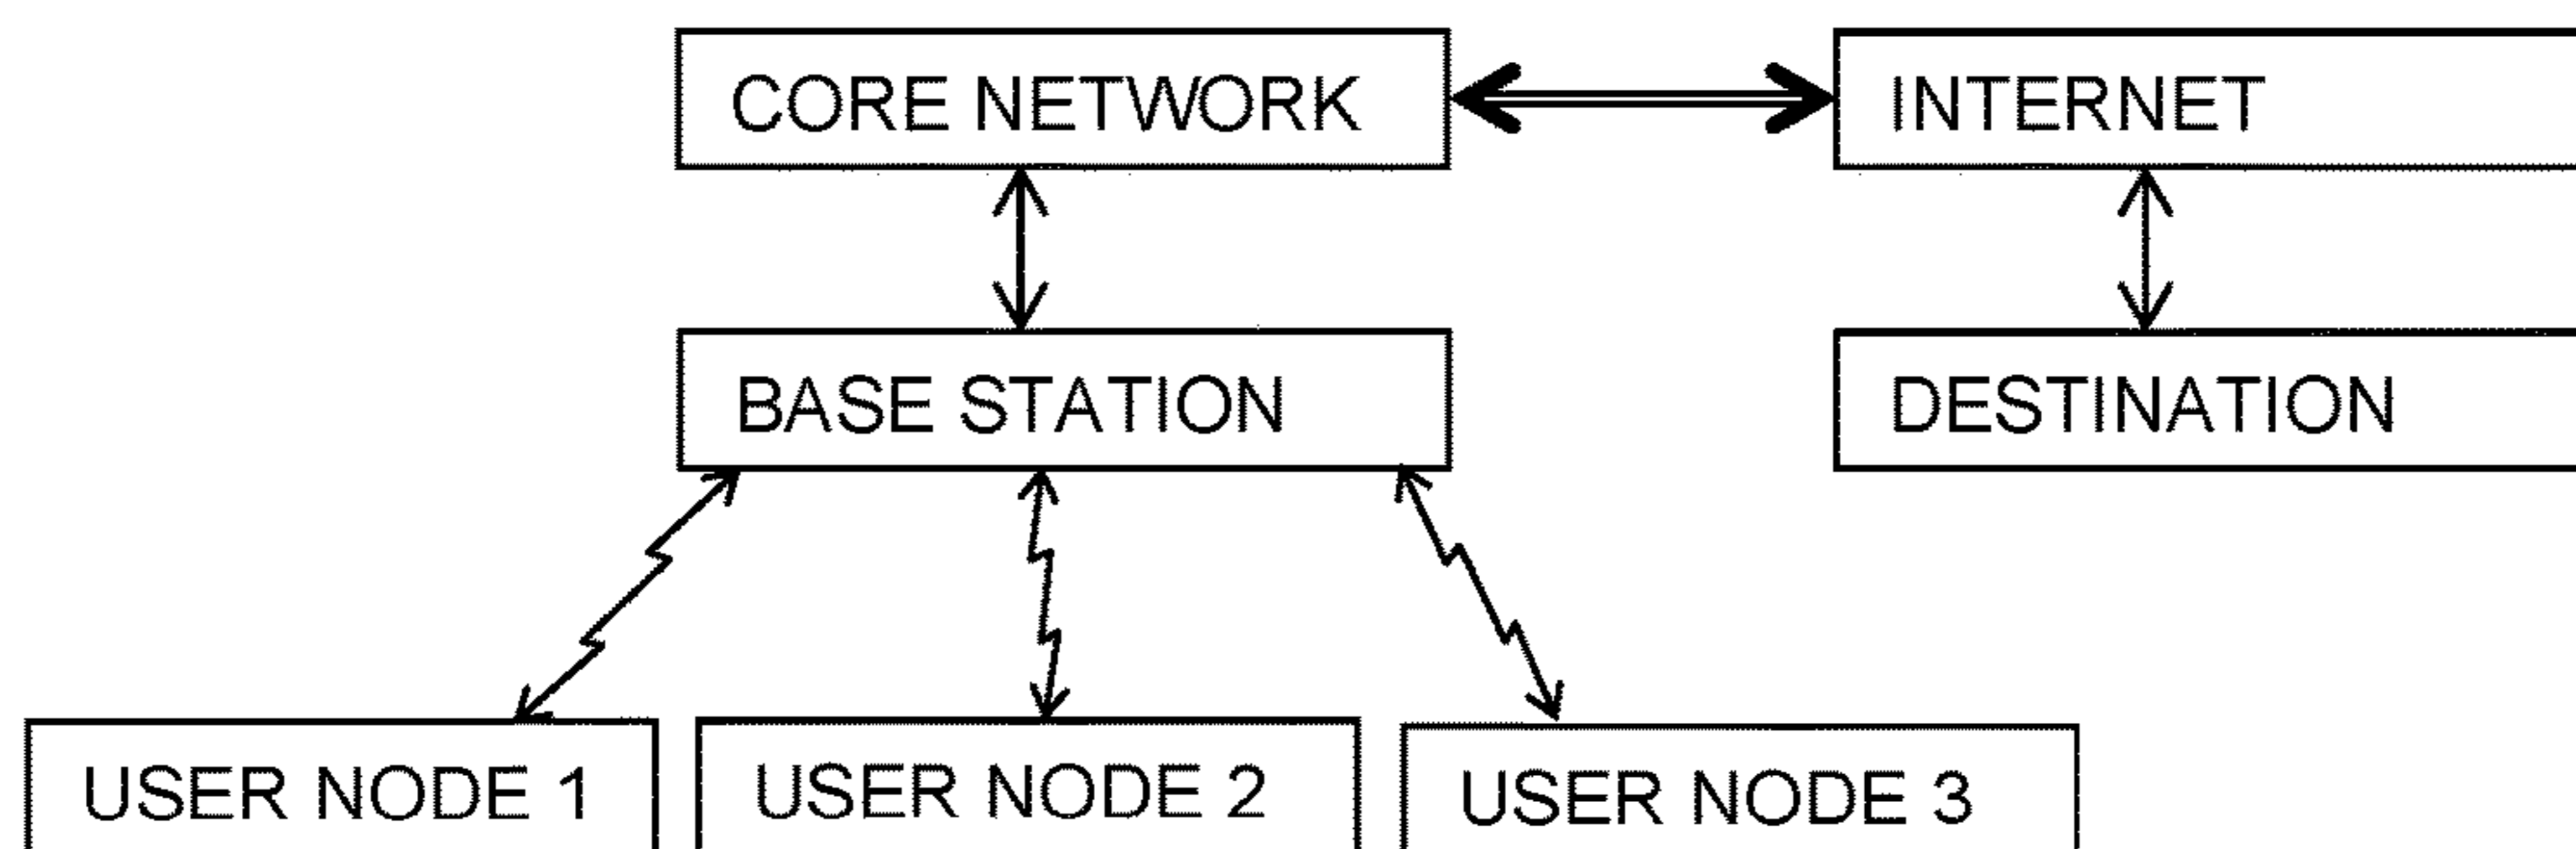 CORE NETWORK
INTERNET
BASE STATION
DESTINATION
USER NODE 1
USER NODE 2
USER NODE 3